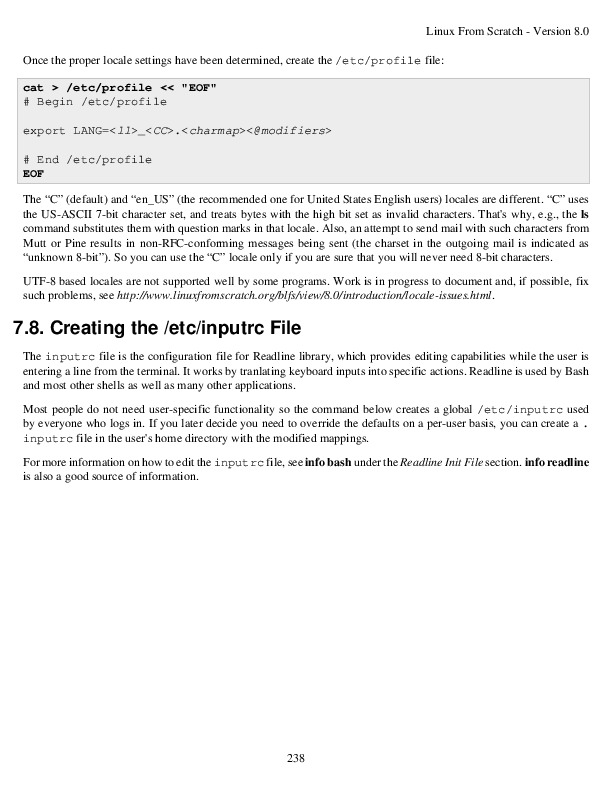 Linux From Scratch - Version 8.0
Once the proper locale settings have been determined, create the /etc/profile file:
cat > /etc/profile << "EOF"
# Begin /etc/profile
export LANG=<ll>_<CC>.<charmap><@modifiers>
# End /etc/profile
EOF
The “C” (default) and “en_US” (the recommended one for United States English users) locales are different. “C” uses
the US-ASCII 7-bit character set, and treats bytes with the high bit set as invalid characters. That's why, e.g., the ls
command substitutes them with question marks in that locale. Also, an attempt to send mail with such characters from
Mutt or Pine results in non-RFC-conforming messages being sent (the charset in the outgoing mail is indicated as
“unknown 8-bit”). So you can use the “C” locale only if you are sure that you will never need 8-bit characters.
UTF-8 based locales are not supported well by some programs. Work is in progress to document and, if possible, fix
such problems, see http://www.linuxfromscratch.org/blfs/view/8.0/introduction/locale-issues.html.
7.8. Creating the /etc/inputrc File
The inputrc file is the configuration file for Readline library, which provides editing capabilities while the user is
entering a line from the terminal. It works by tranlating keyboard inputs into specific actions. Readline is used by Bash
and most other shells as well as many other applications.
Most people do not need user-specific functionality so the command below creates a global /etc/inputrc used
by everyone who logs in. If you later decide you need to override the defaults on a per-user basis, you can create a .
inputrc file in the user's home directory with the modified mappings.
For more information on how to edit the inputrc file, see info bash under the Readline Init File section. info readline
is also a good source of information.
238